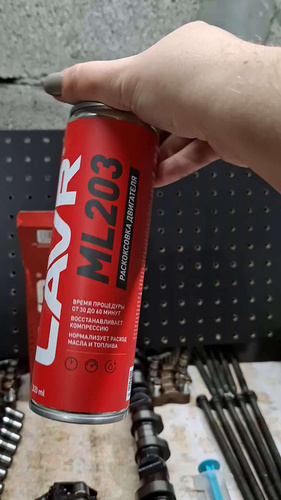 LAVR
ML203
РАСКОКСОВКА ДВИГАТЕЛЯ
ВРЕМЯ ПРОЦЕДУРЫ
ОТ 30 ДО 60 МИНУТ
ВОССТАНАВЛИВАЕТ
КОМПРЕССИЮ
НОРМАЛИЗУЕТ РАСХОД
МАСЛА И ТОПЛИВА